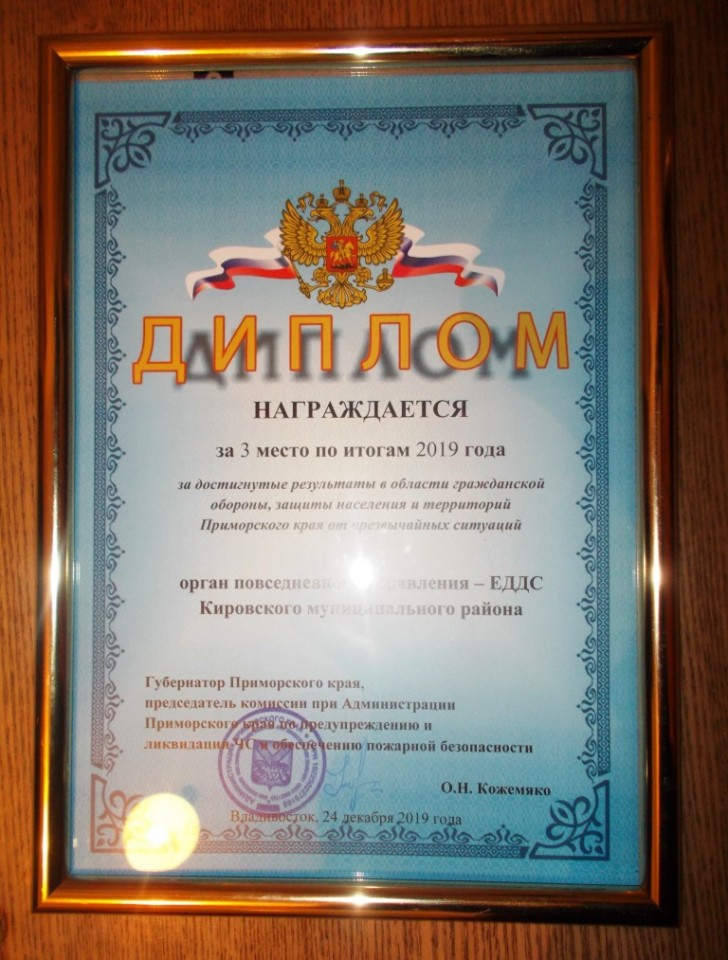 ДИПЛОМ
НАГРАЖДАЕТСЯ
за 3 место по итогам 2019 года
за достигнутые результаты в области гражданской
обороны, защиты населения и территорий
Приморского края от чрезвычайных ситуаций
орган повседневного управления – ЕДДС
Кировского муниципального района
Губернатор Приморского края,
председатель комиссии при Администрации
Приморского края по предупреждению и
ликвидации ЧС и обеспечению пожарной безопасности
О.Н. Кожемяко
Владивосток, 24 декабря 2019 года